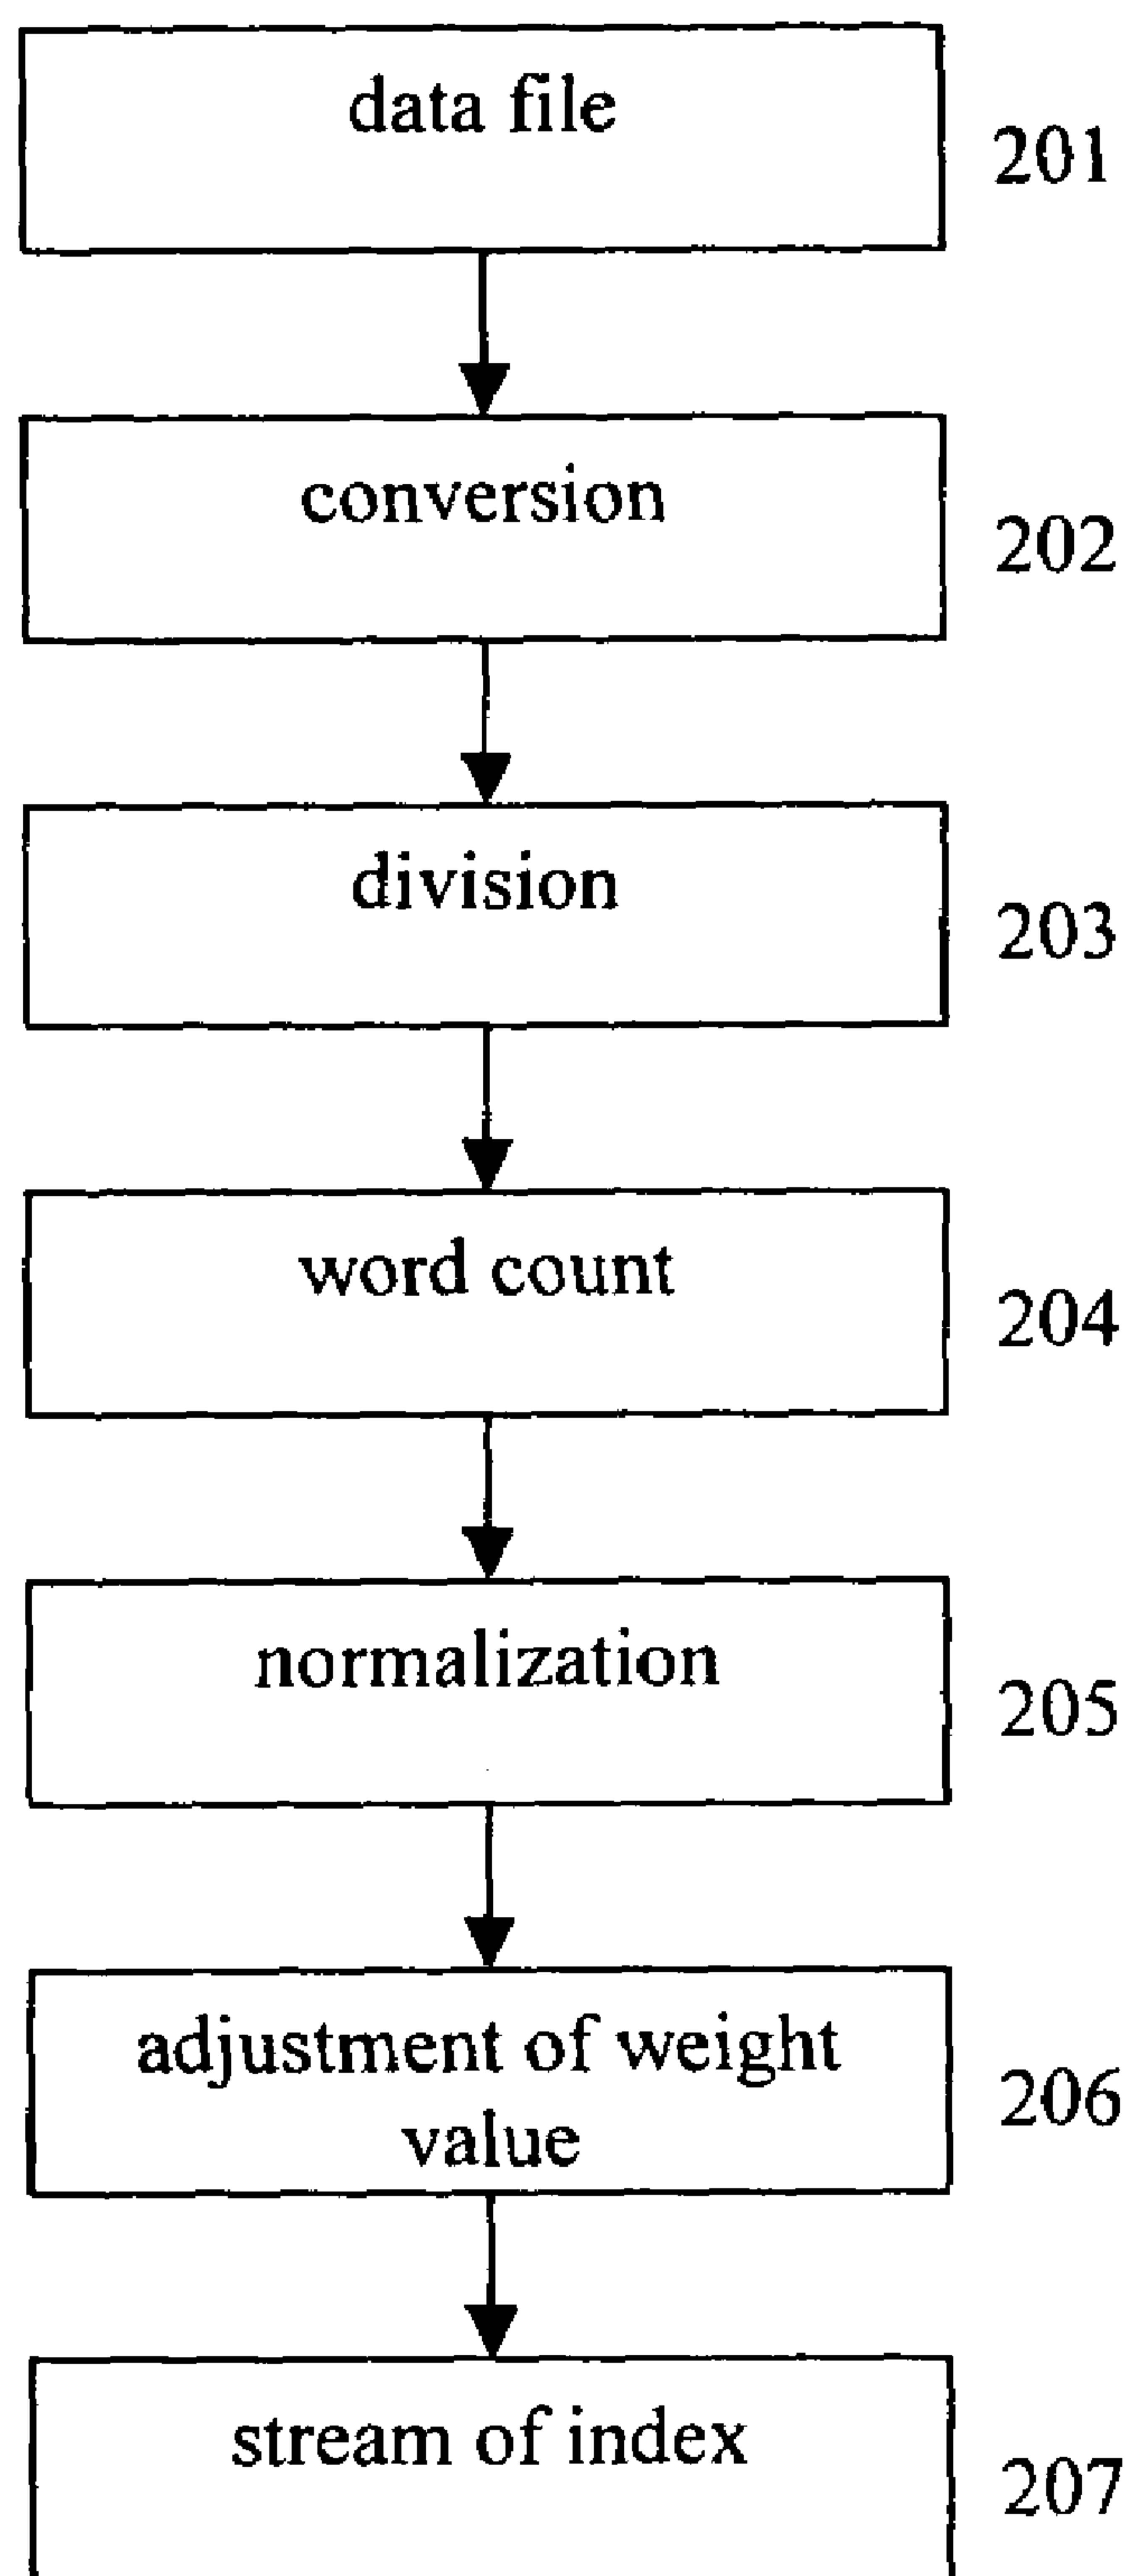 data file
201
conversion
202
division
203
word count
204
normalization
205
adjustment of weight
value
206
stream of index
207